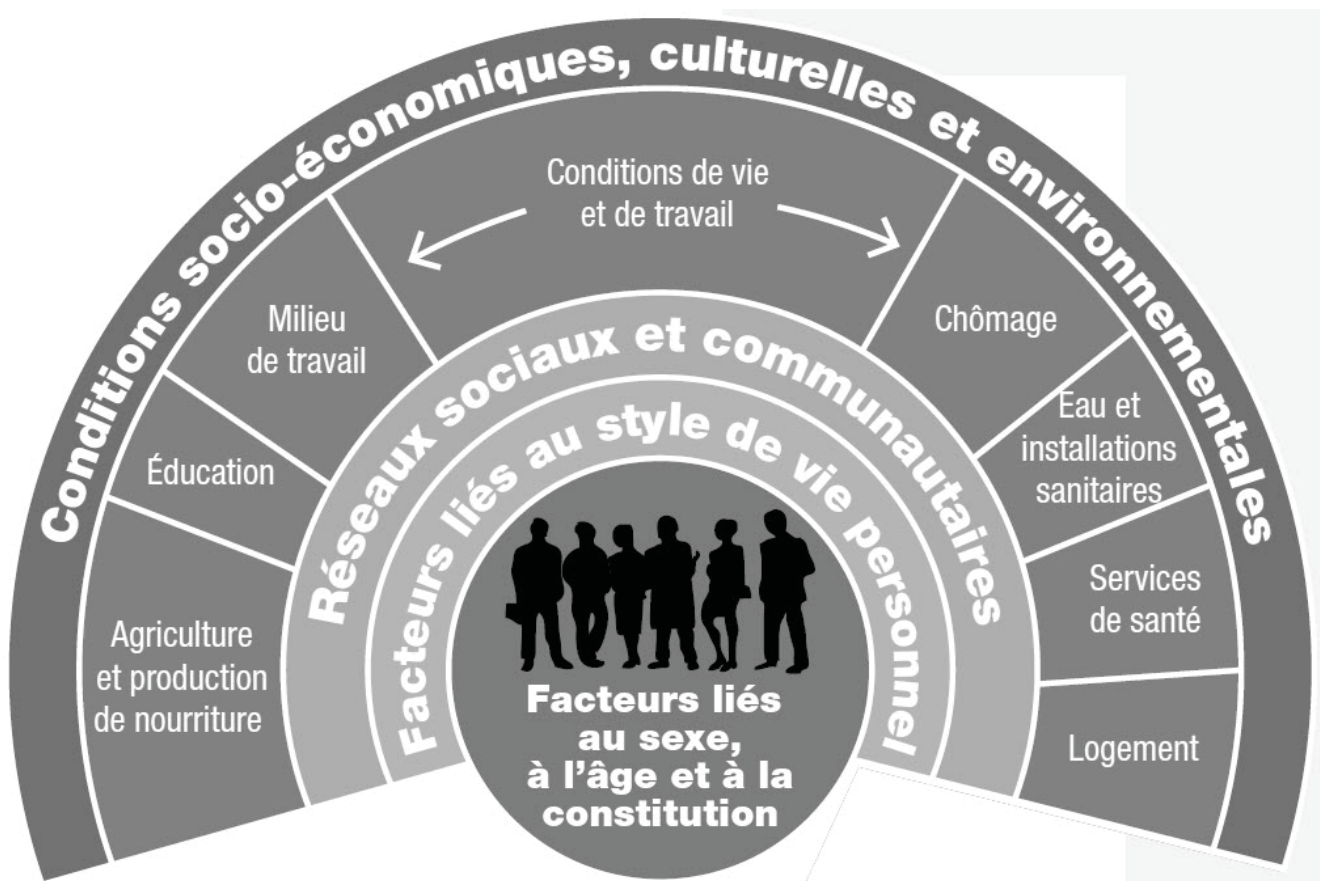 Conditions socio-économiques, culturelles et environnementales
Conditions de vie
et de travail
Agriculture
et production
de nourriture
Éducation
Milieu
de travail
Chômage
Eau et
installations
sanitaires
Services
de santé
Logement
Réseaux sociaux et communautaires
Facteurs liés au style de vie personnel
Facteurs liés
au sexe,
à l'âge et à la
constitution